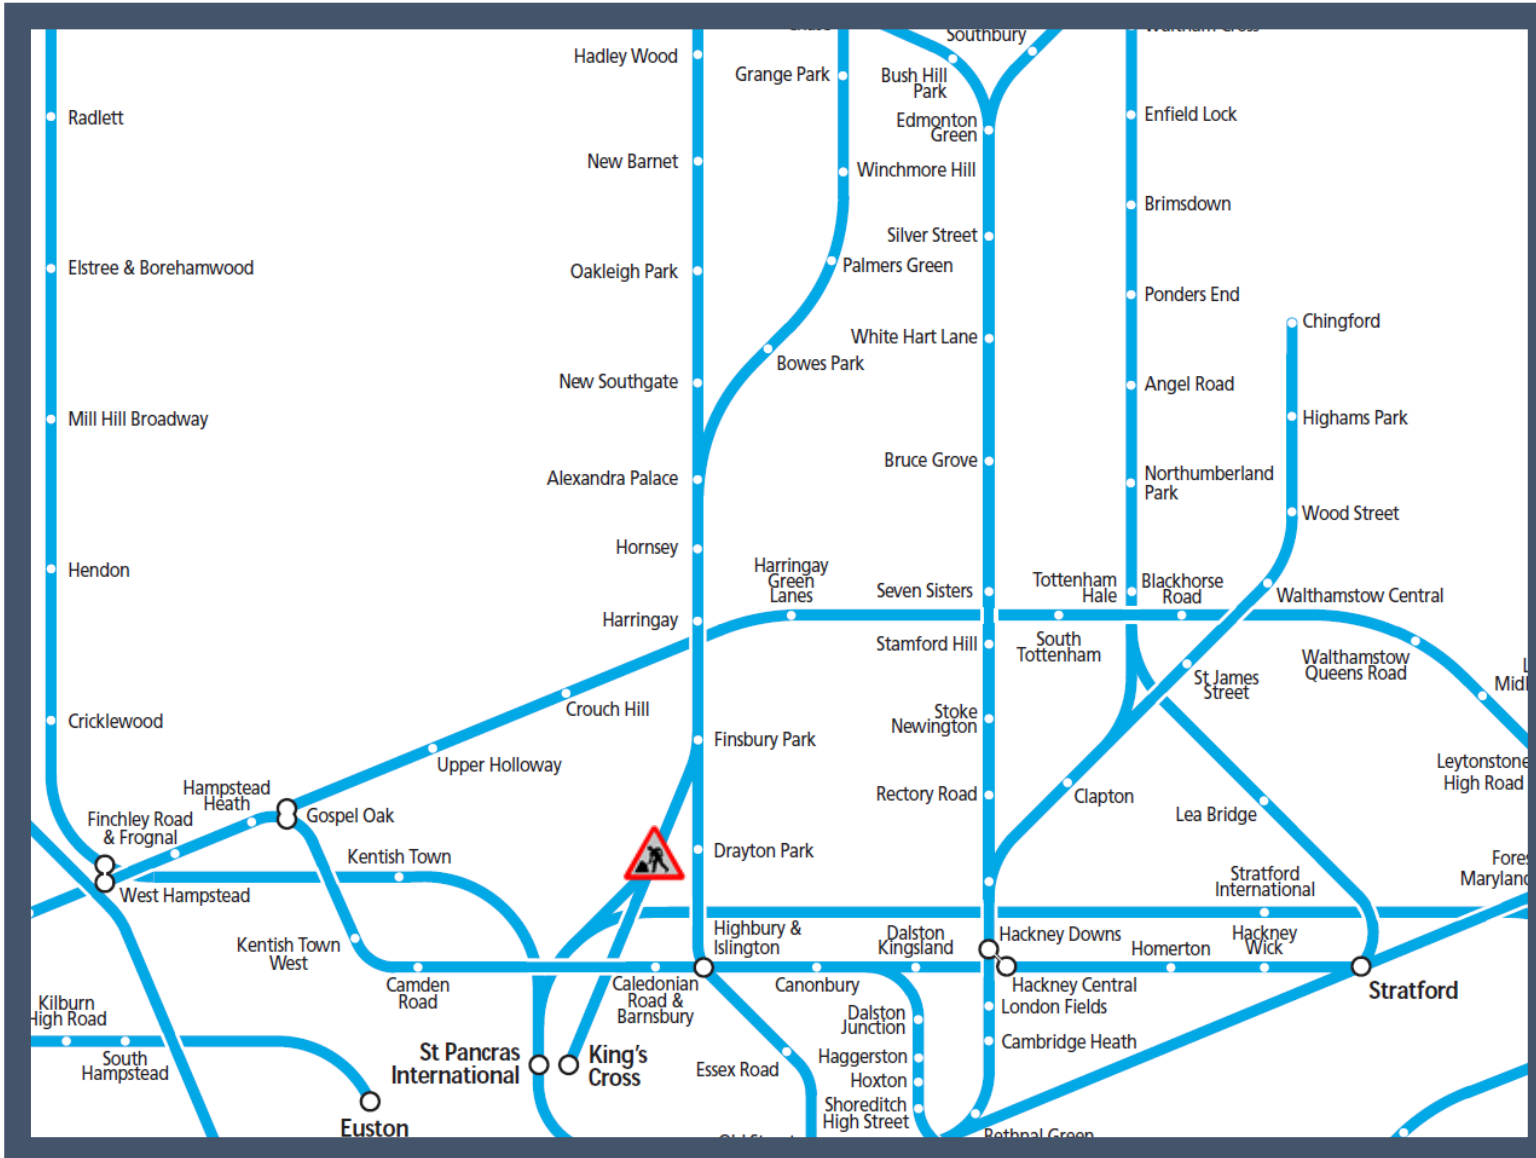 Southbury
Hadley Wood
Grange Park
Bush Hill
Park
Radlett
Enfield Lock
Edmonton
Green
New Barnet
Winchmore Hill
Brimsdown
Silver Street
Elstree & Borehamwood
Oakleigh Park
Palmers Green
Ponders End
Chingford
White Hart Lane
Bowes Park
New Southgate
Angel Road
Mill Hill Broadway
Highams Park
Bruce Grove
Alexandra Palace
Northumberland
Park
Wood Street
Hornsey
Hendon
Harringay
Green
Lanes
Seven Sisters
Tottenham
Hale
Blackhorse
Road
Walthamstow Central
Harringay
Stamford Hill
South
Tottenham
Walthamstow
Queens Road
St James
Street
Crouch Hill
Cricklewood
Stoke
Newington
Finsbury Park
Upper Holloway
Leytonstone
High Road
Hampstead
Heath
Rectory Road
Clapton
Lea Bridge
Gospel Oak
Finchley Road
& Frognal
Kentish Town
Drayton Park
Stratford
International
West Hampstead
Highbury &
Islington
Dalston
Kingsland
Hackney Downs
Homerton
Hackney
Wick
Kentish Town
West
Camden
Road
Caledonian
Road &
Barnsbury
Canonbury
Hackney Central
Stratford
Kilburn
High Road
London Fields
Dalston
Junction
South
Hampstead
St Pancras
International
King's
Cross
Essex Road
Haggerston
Cambridge Heath
Hoxton
Shoreditch
High Street
Euston
Bethnal Green